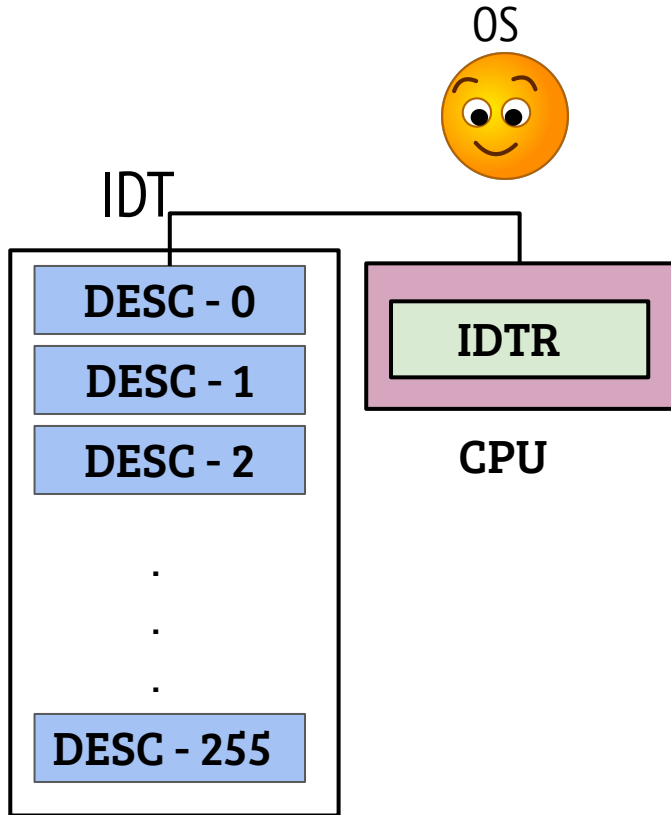 OS
IDT
DESC - 0
DESC - 1
DESC - 2
.
.
.
DESC - 255
IDTR
CPU